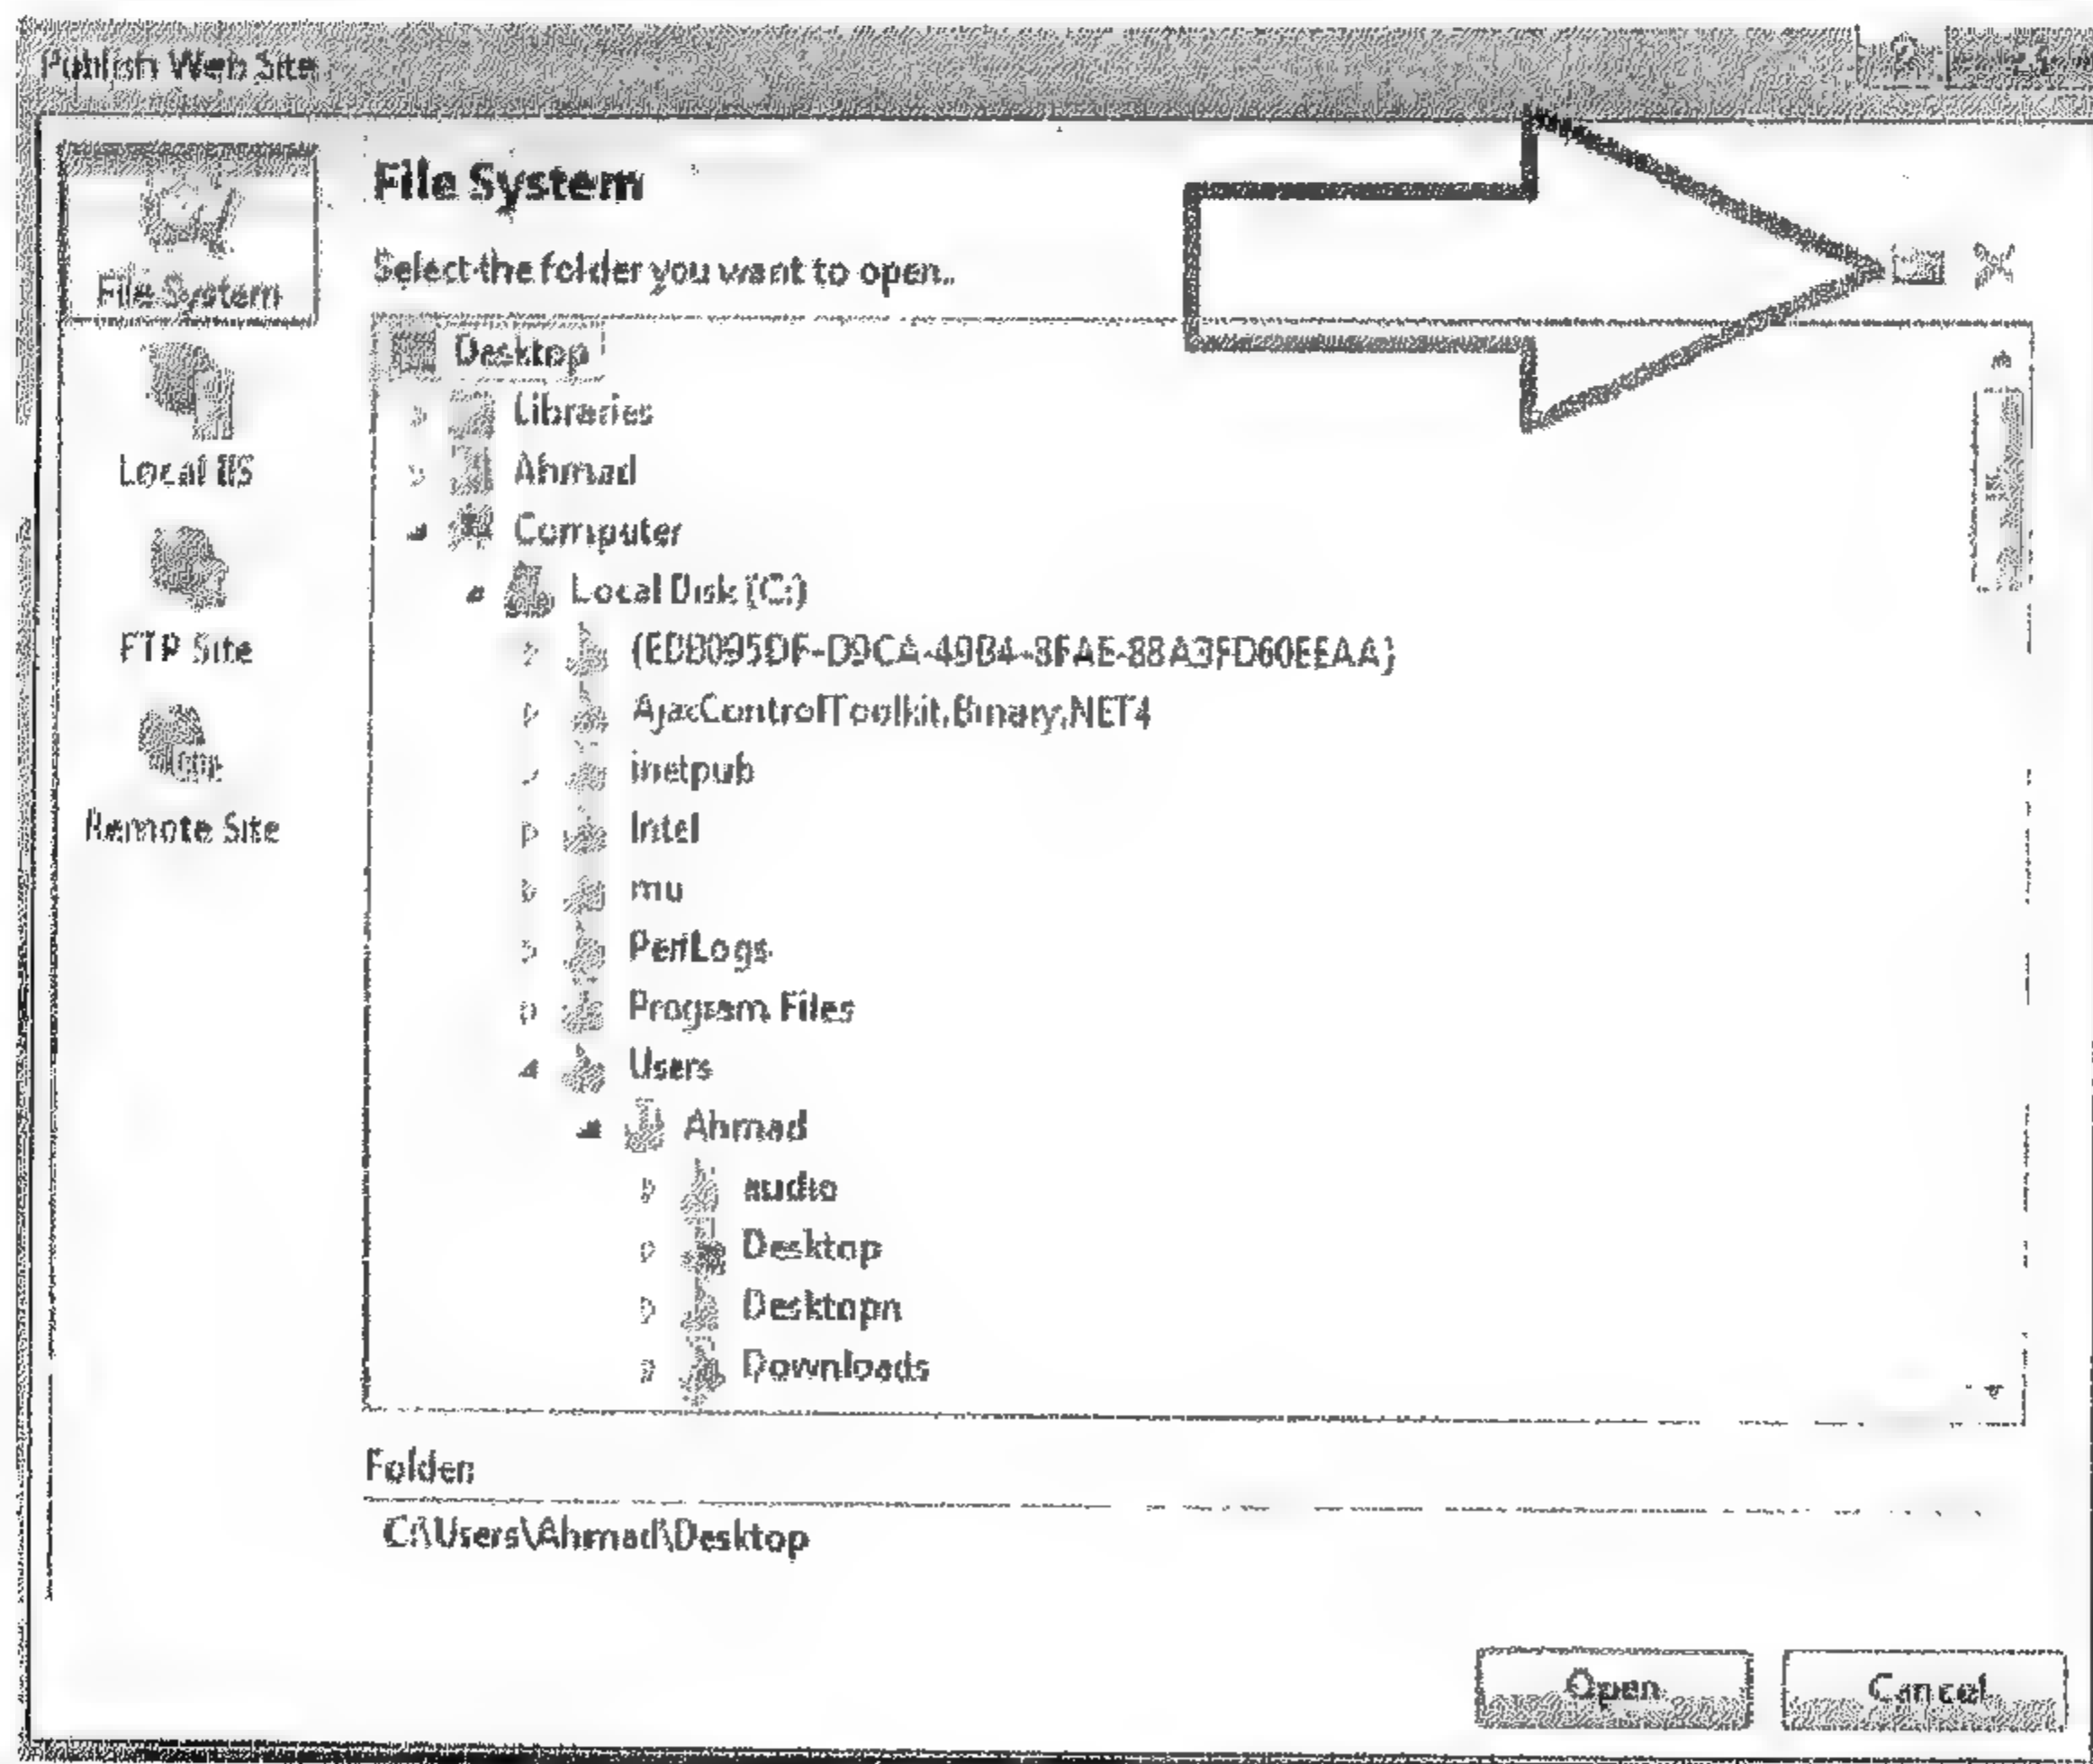 Publish Web Site
File System
Select the folder you want to open..
File System
Local IIS
FTP Site
Remote Site
Desktop
Libraries
Ahmad
Computer
Local Disk (C:)
AjaxControlToolkit.Binary.NET4
inetpub
Intel
mu
PerfLogs
Program Files
Users
Ahmad
audio
Desktop
Desktopn
Downloads
Folder:
C:\Users\Ahmad\Desktop
Open
Cancel